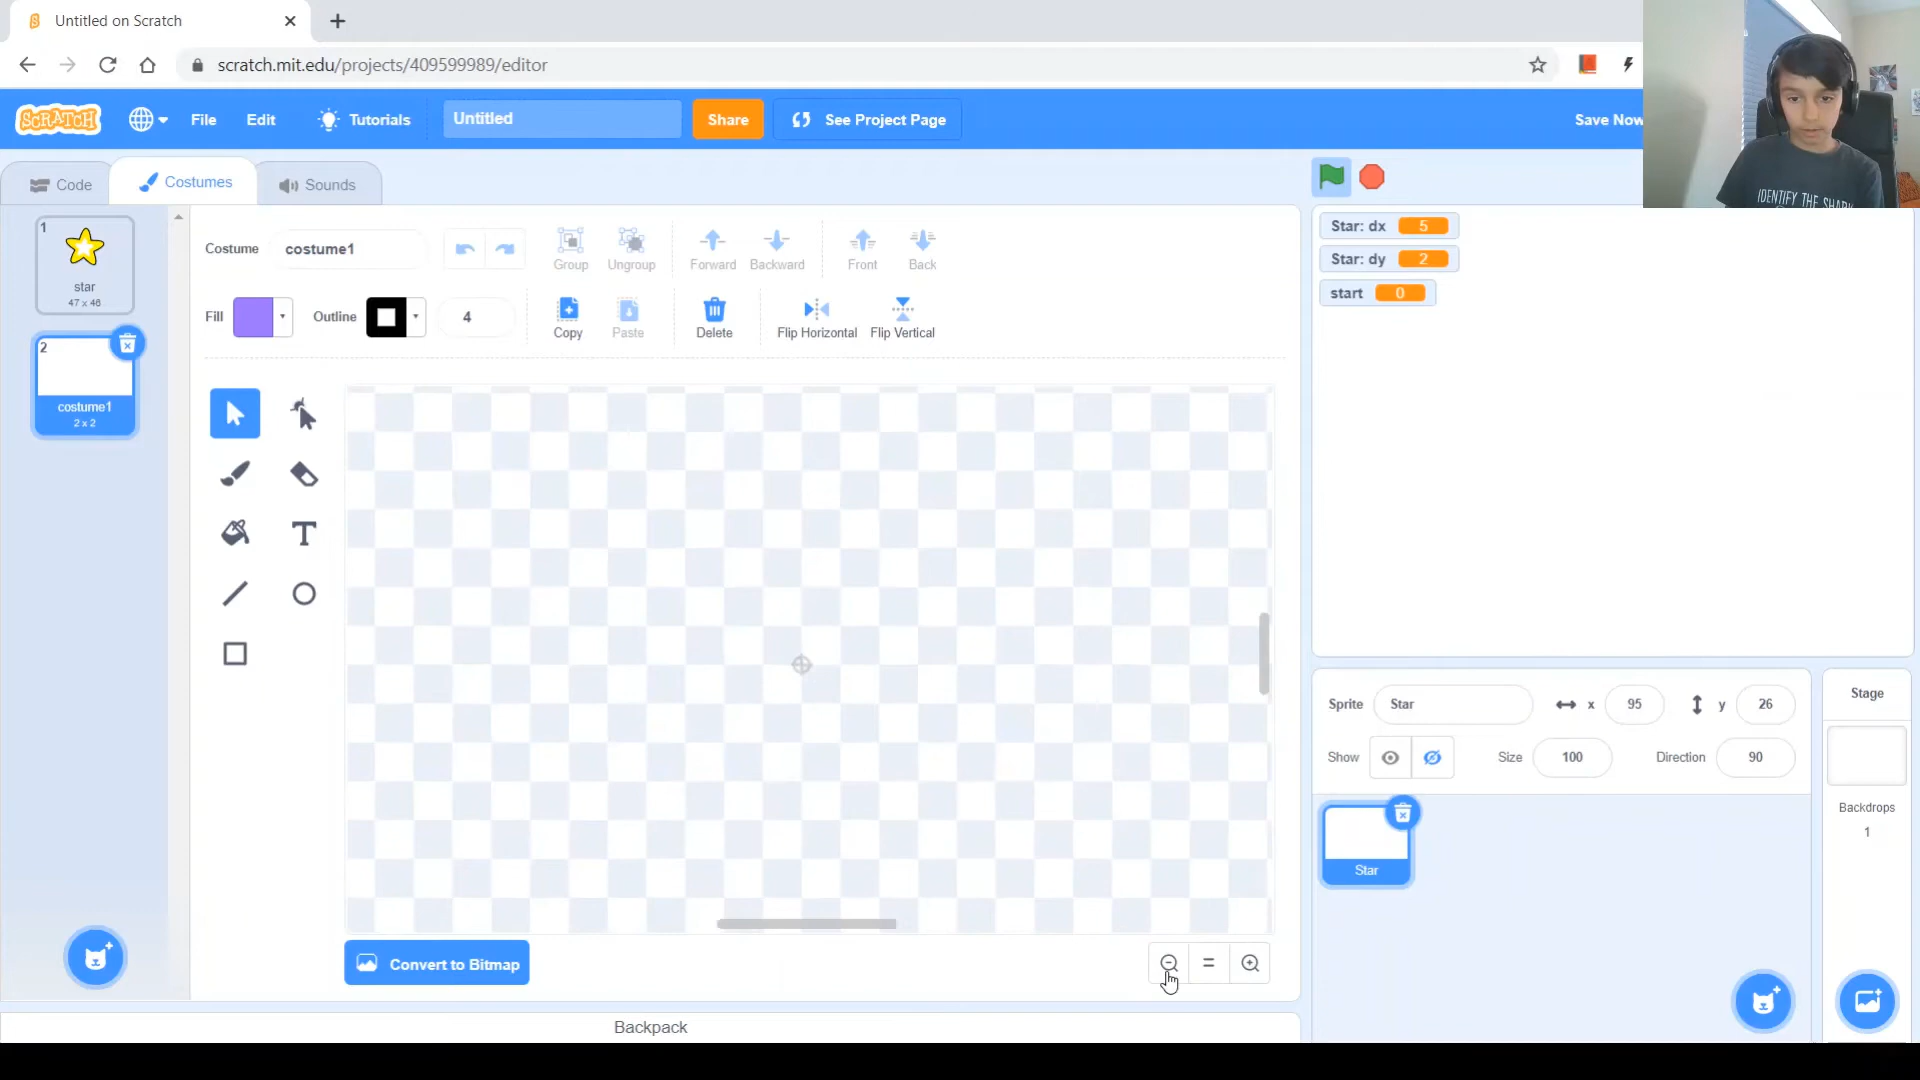 Untitled on Scratch
scratch.mit.edu/projects/409599989/editor
SCRATCH File Edit Tutorials Untitled Share See Project Page Save Now
Code Costumes Sounds
IDENTIFY THE SHARK
1
star
47 x 46
2
costume1
2 x 2
Costume costume1 Group Ungroup Forward Backward Front Back
Fill Outline 4 Copy Paste Delete Flip Horizontal Flip Vertical
T
Convert to Bitmap
=
Backpack
Star: dx 5
Star: dy 2
start 0
Sprite Star x 95 y 26
Show Size 100 Direction 90
Star
Stage
Backdrops
1